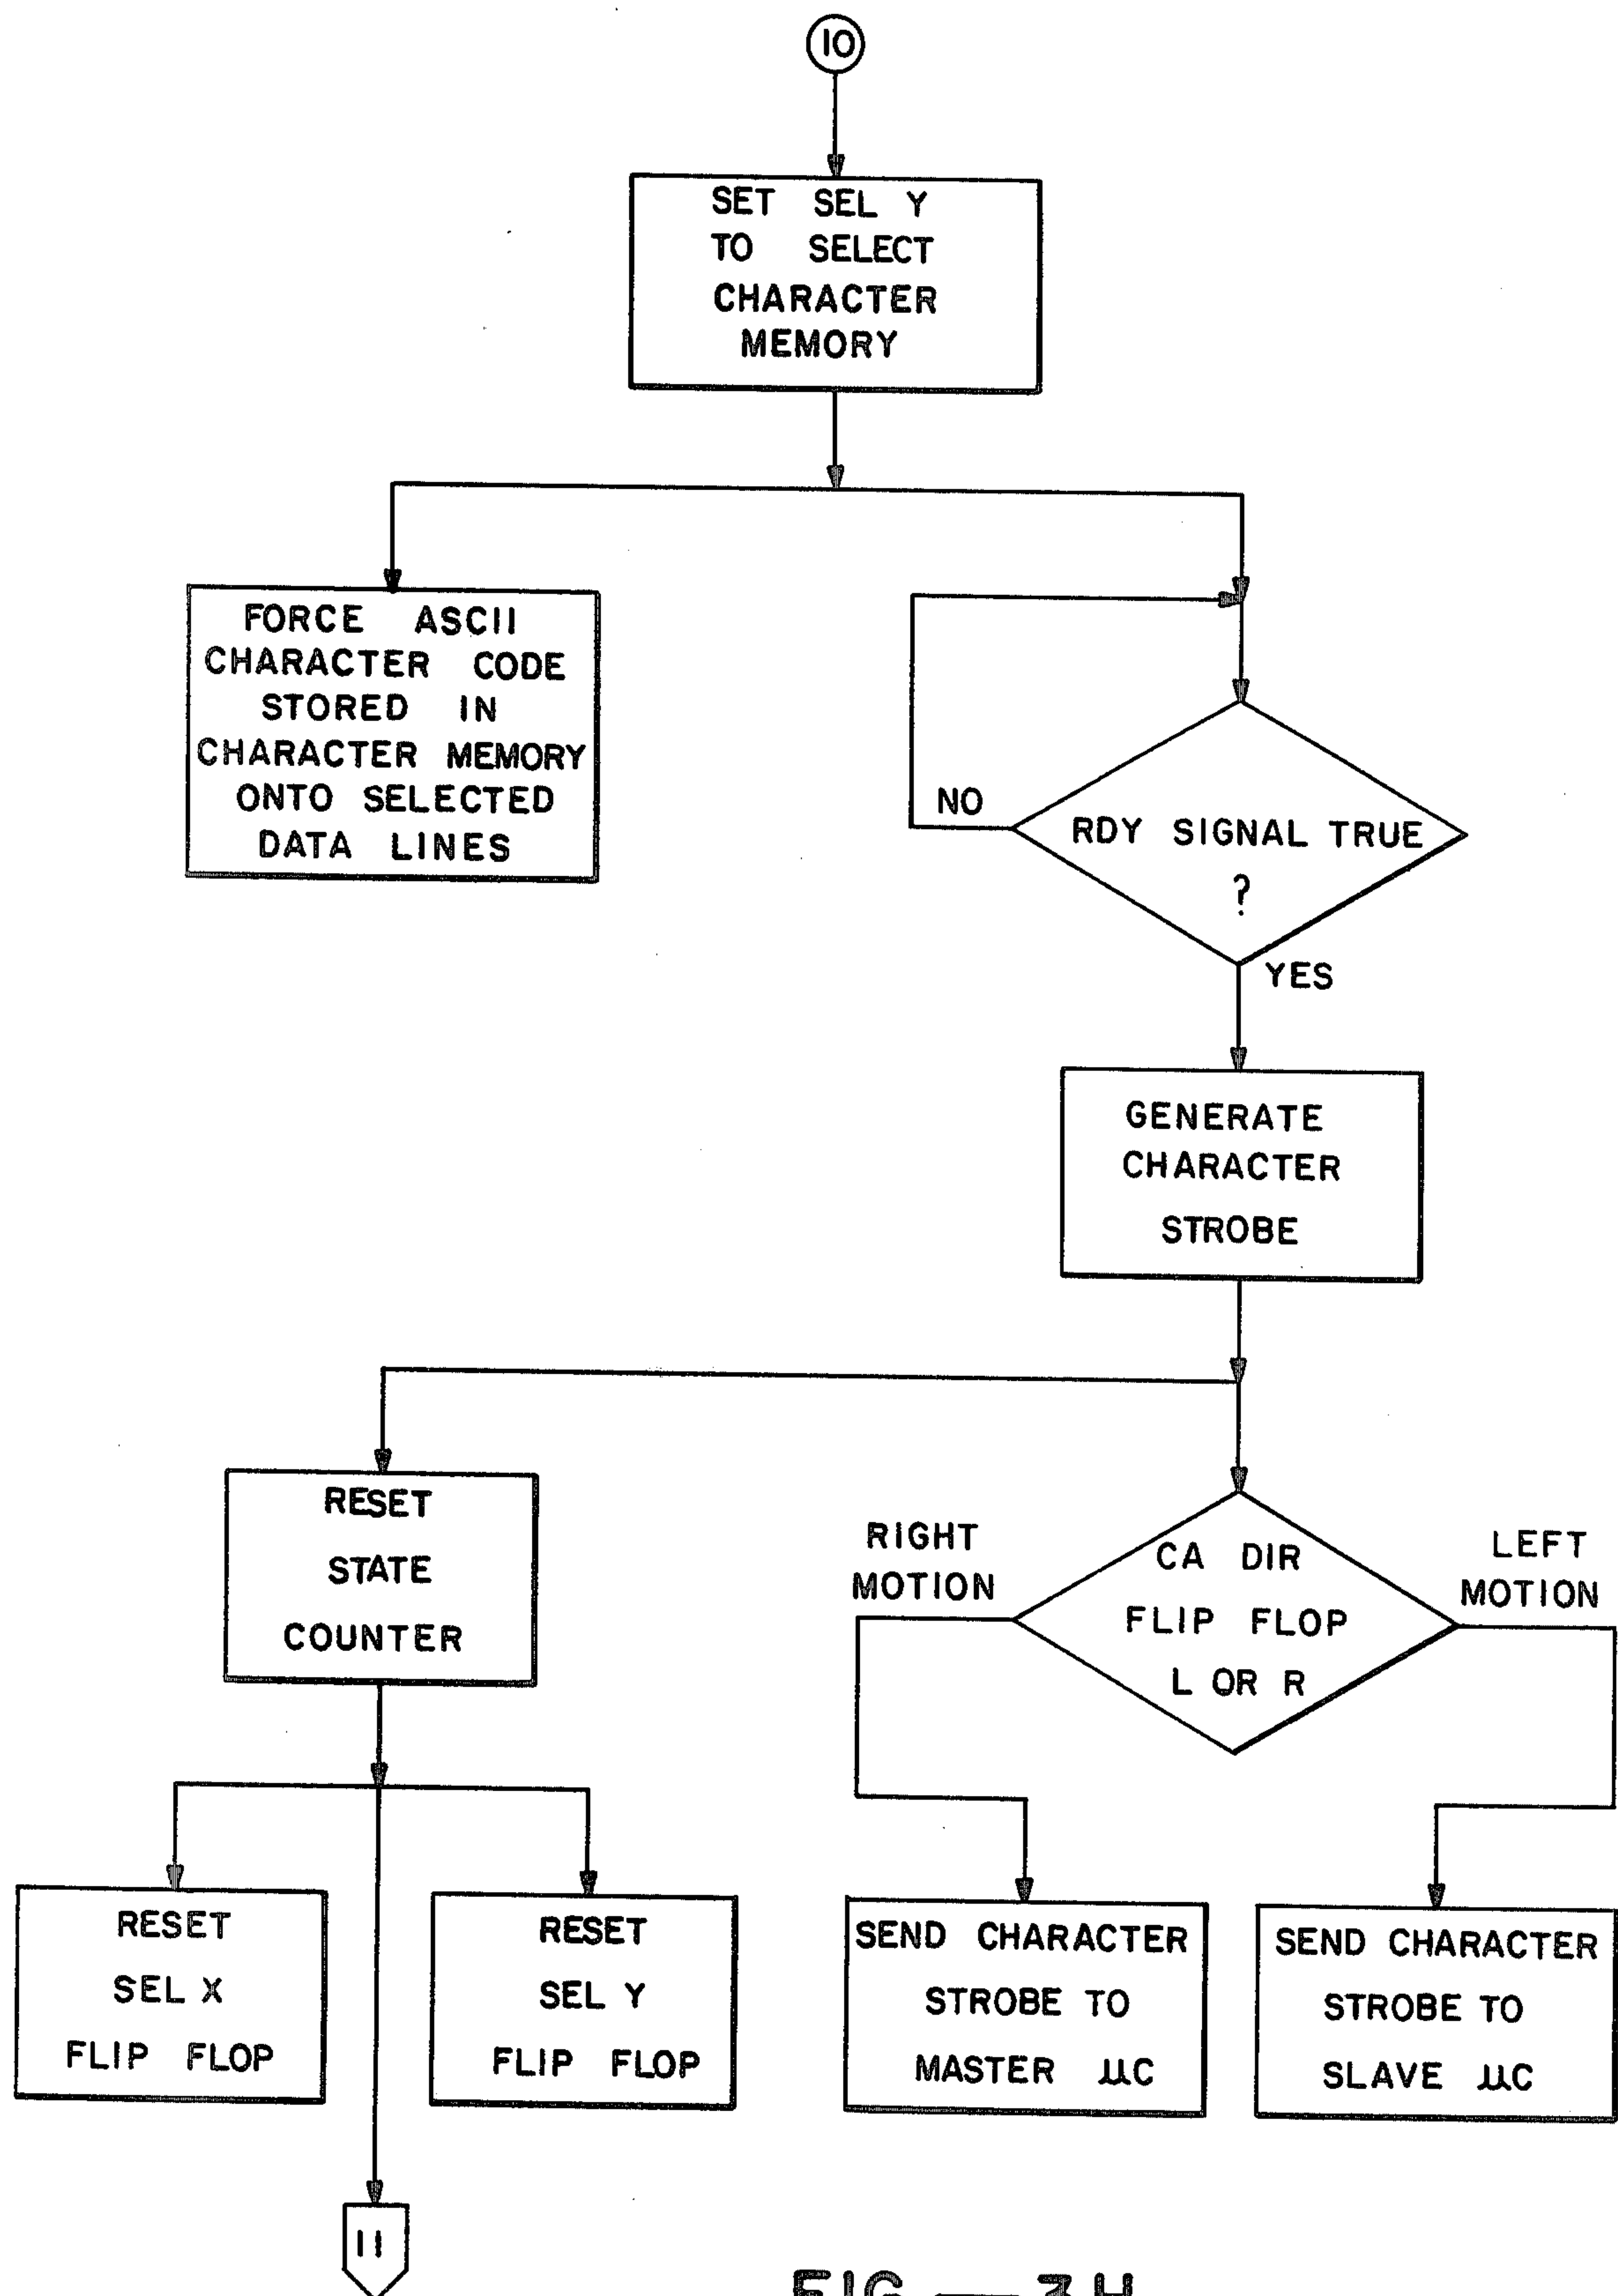 10
SET SEL Y
TO SELECT
CHARACTER
MEMORY
FORCE ASCII
CHARACTER CODE
STORED IN
CHARACTER MEMORY
ONTO SELECTED
DATA LINES
NO
RDY SIGNAL TRUE
?
YES
GENERATE
CHARACTER
STROBE
RESET
STATE
COUNTER
RIGHT
MOTION
CA DIR
FLIP FLOP
L OR R
LEFT
MOTION
RESET
SEL X
FLIP FLOP
RESET
SEL Y
FLIP FLOP
SEND CHARACTER
STROBE TO
MASTER µC
SEND CHARACTER
STROBE TO
SLAVE µC
11
FIG — 3H